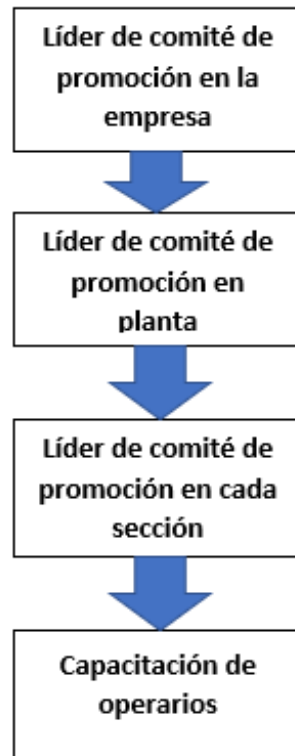 Líder de comité de
promoción en la
empresa
Líder de comité de
promoción en
planta
Líder de comité de
promoción en cada
sección
Capacitación de
operarios